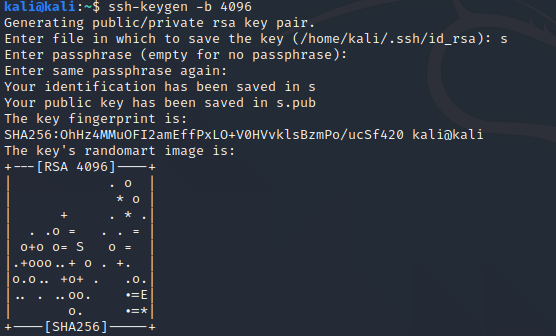 kali@kali:~$ ssh-keygen -b 4096
Generating public/private rsa key pair.
Enter file in which to save the key (/home/kali/.ssh/id_rsa): s
Enter passphrase (empty for no passphrase):
Enter same passphrase again:
Your identification has been saved in s
Your public key has been saved in s.pub
The key fingerprint is:
SHA256:OhHz4MMuOFI2amEffPxLO+V0HVvklsBzmPo/ucSf420 kali@kali
The key's randomart image is:
+---[RSA 4096]----+
|             . o  |
|              * o |
|      +      . * .|
|  . .o =   . . = |
| o+o o= S   o =  |
|.+ooo..+ o . +.  |
|o.o.. +o+ .   .o.|
|.. . ..oo.    •=E|
|       o.     •=*|
+----[SHA256]-----+